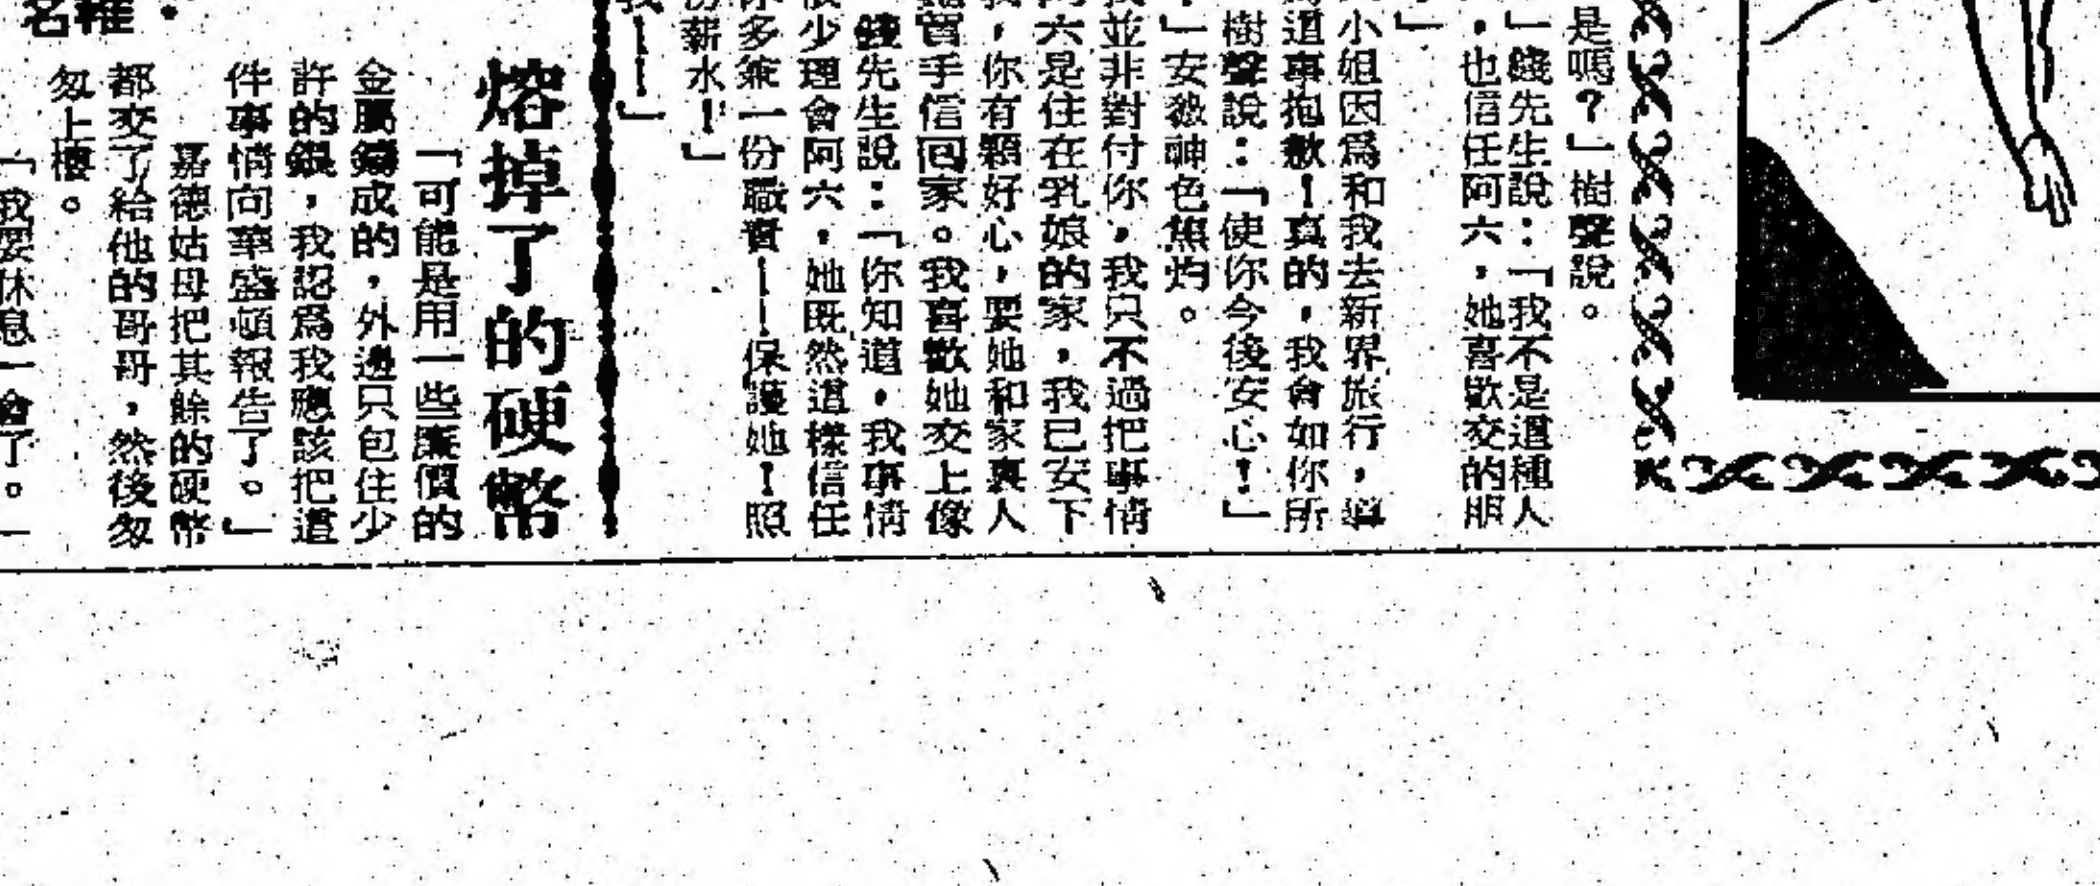 是嗎？」樹聲說。
」錢先生說：「我不是這種人
，也信任阿六，她喜歡交的朋
」
小姐因爲和我去新界旅行，導
道事抱歉！真的，我會如你所
樹聲說：「使你今後安心！」
」安薇神色焦灼。
我並非對付你，我只不過把事情
阿六是住在乳娘的家，我已安下
我，你有顆好心，要她和家裏人
寫手信回家。我喜歡她交上像
錢先生說：「你知道，我事情
很少理會阿六，她既然這樣信任
你多兼一份職責——保護她！照
份薪水！」
我——」
熔掉了的硬幣
「可能是用一些廉價的
金屬鑄成的，外邊只包住少
許的銀，我認爲我應該把這
件事情向華盛頓報告了。」
嘉德姑母把其餘的硬幣
都交了給他的哥哥，然後匆
匆上樓。
「我要休息一會了。」
名種．